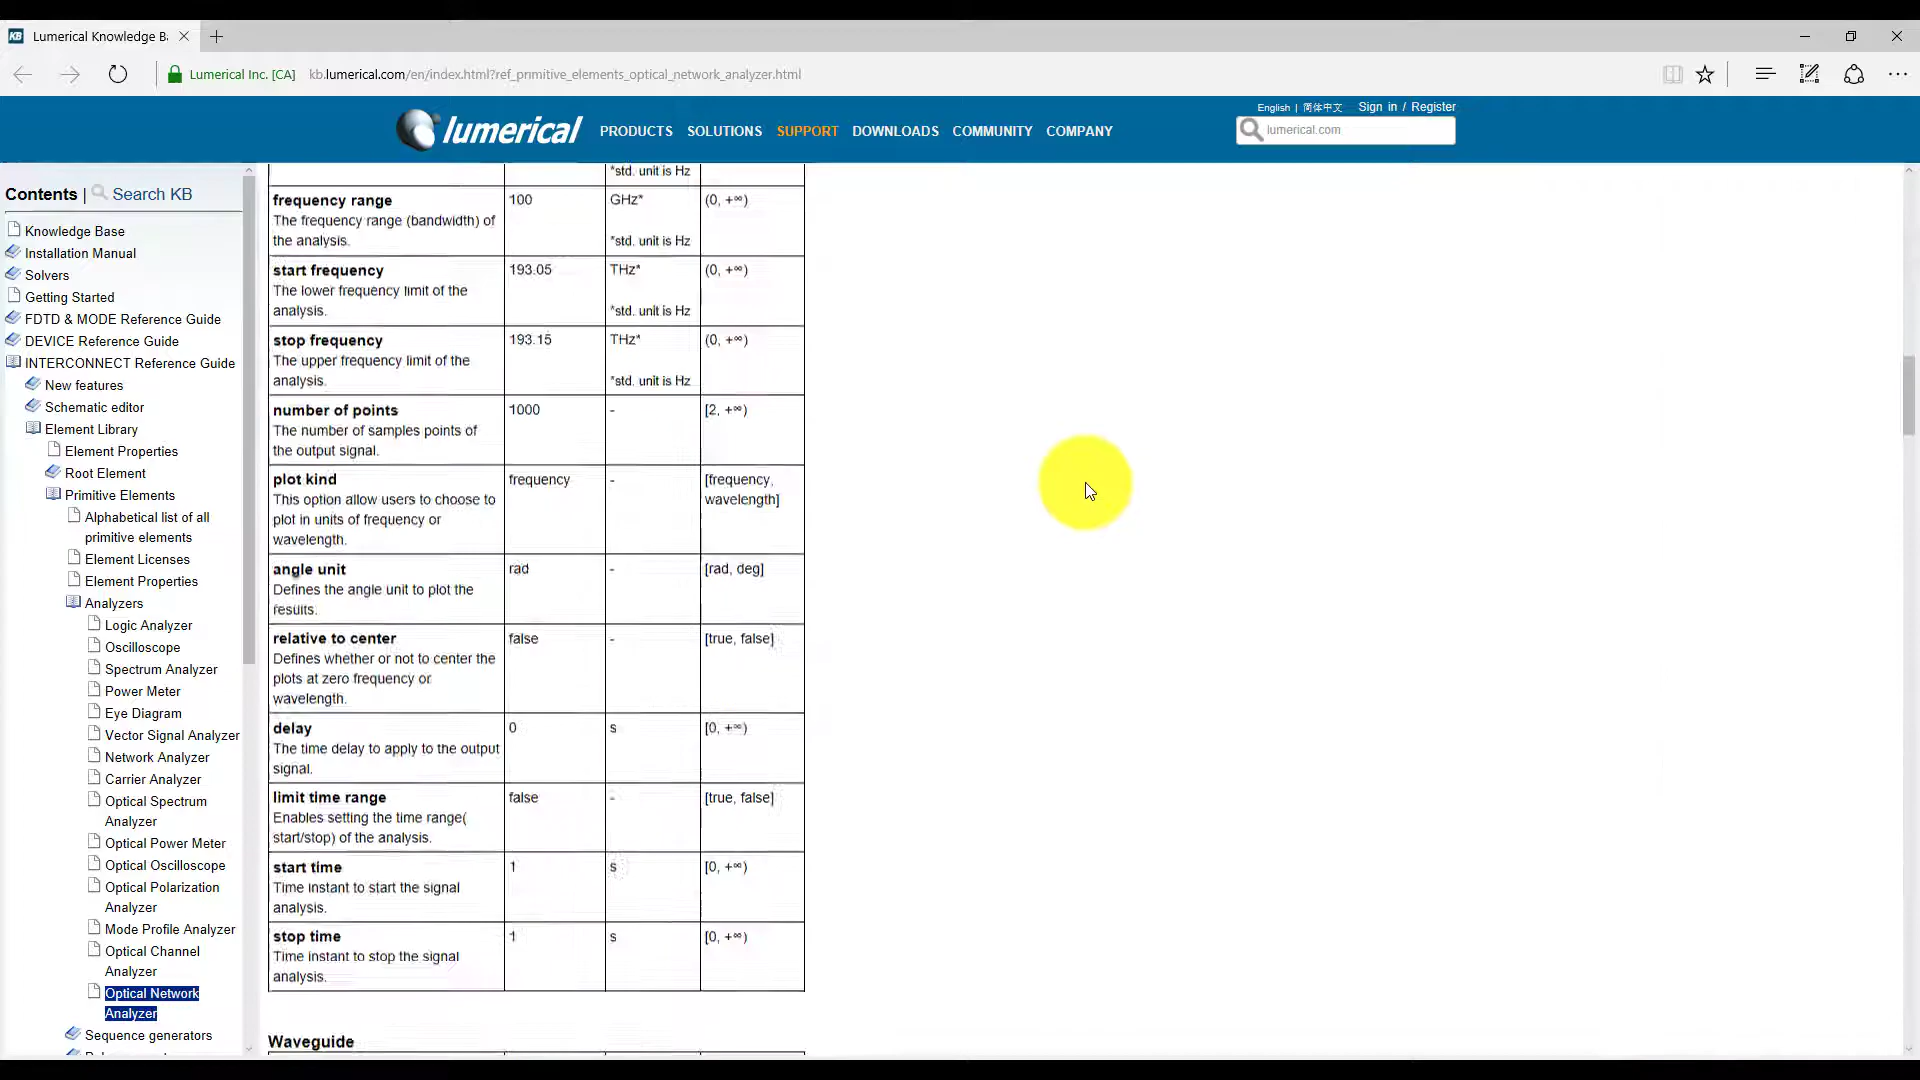 Lumerical Knowledge B
Lumerical Inc. [CA]
kb.lumerical.com/en/index.html?ref_prmitive_elements_optical_network_analyzer.html
lumerical
PRODUCTS
SOLUTIONS
SUPPORT
DOWNLOADS
COMMUNITY
COMPANY
English | 简体中文
Sign in / Register
lumerical.com
Contents | Search KB
Knowledge Base
Installation Manual
Solvers
Getting Started
FDTD & MODE Reference Guide
DEVICE Reference Guide
INTERCONNECT Reference Guide
New features
Schematic editor
Element Library
Element Properties
Root Element
Primitive Elements
Alphabetical list of all
primitive elements
Element Licenses
Element Properties
Analyzers
Logic Analyzer
Oscilloscope
Spectrum Analyzer
Power Meter
Eye Diagram
Vector Signal Analyzer
Network Analyzer
Carrier Analyzer
Optical Spectrum
Analyzer
Optical Power Meter
Optical Oscilloscope
Optical Polarization
Analyzer
Mode Profile Analyzer
Optical Channel
Analyzer
Optical Network
Analyzer
Sequence generators
*std. unit is Hz
frequency range 100 GHz* (0, +∞)
The frequency range (bandwidth) of
the analysis. *std. unit is Hz
start frequency 193.05 THz* (0, +∞)
The lower frequency limit of the
analysis. *std. unit is Hz
stop frequency 193.15 THz* (0, +∞)
The upper frequency limit of the
analysis. *std. unit is Hz
number of points 1000 - [2, +∞)
The number of samples points of
the output signal.
plot kind frequency - [frequency,
This option allow users to choose to wavelength]
plot in units of frequency or
wavelength.
angle unit rad - [rad, deg]
Defines the angle unit to plot the
results.
relative to center false - [true, false]
Defines whether or not to center the
plots at zero frequency or
wavelength.
delay 0 s [0, +∞)
The time delay to apply to the output
signal.
limit time range false - [true, false]
Enables setting the time range(
start/stop) of the analysis.
start time 1 s [0, +∞)
Time instant to start the signal
analysis.
stop time 1 s [0, +∞)
Time instant to stop the signal
analysis.
Waveguide